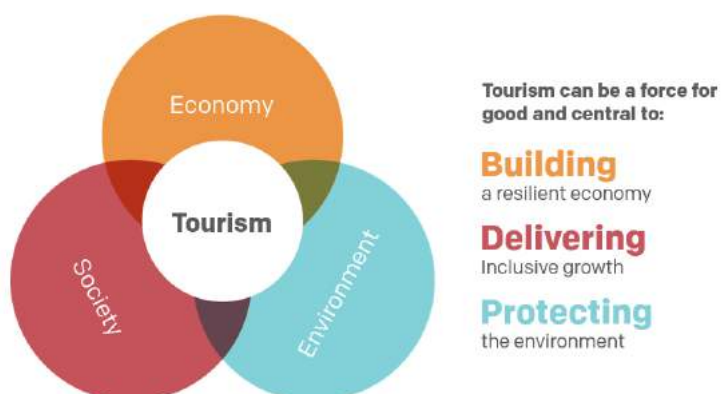 Economy
Tourism
Society
Environment
Tourism can be a force for
good and central to:
Building
a resilient economy
Delivering
Inclusive growth
Protecting
the environment